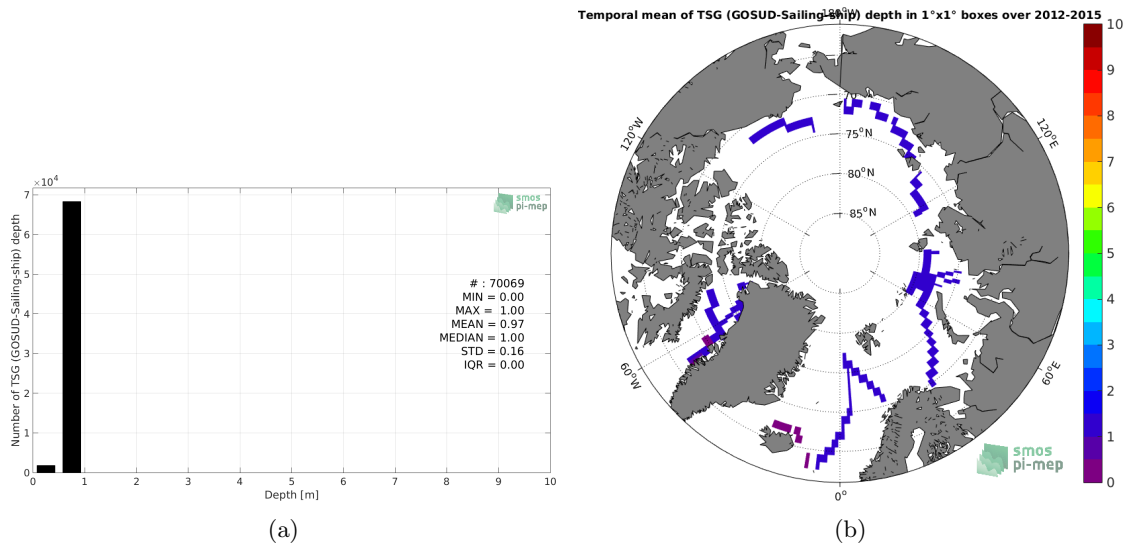 Temporal mean of TSG (GOSUD-Sailing-ship) depth in 1°x1° boxes over 2012-2015
×10⁴
7
6
5
4
3
2
1
0
Number of TSG (GOSUD-Sailing-ship) depth
0 1 2 3 4 5 6 7 8 9 10
Depth [m]
smos
pi-mep
# : 70069
MIN = 0.00
MAX = 1.00
MEAN = 0.97
MEDIAN = 1.00
STD = 0.16
IQR = 0.00
(a)
180°W
120°W
120°E
75°N
80°N
85°N
60°W
60°E
0°
smos
pi-mep
10
9
8
7
6
5
4
3
2
1
0
(b)